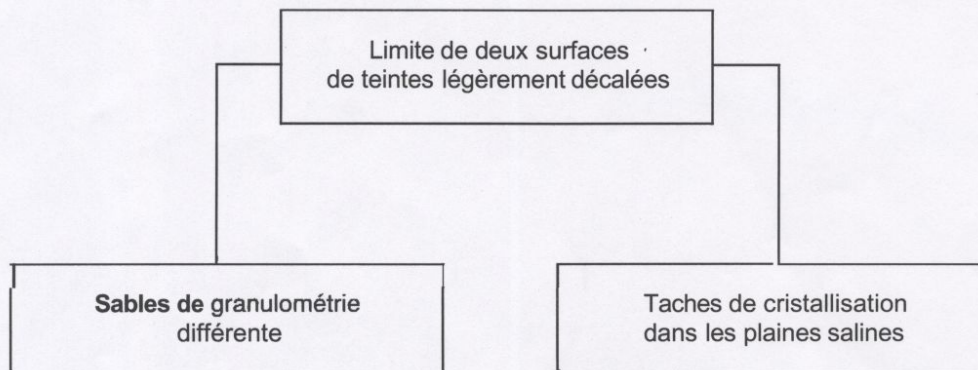 Limite de deux surfaces
de teintes légèrement décalées
Sables de granulométrie
différente
Taches de cristallisation
dans les plaines salines